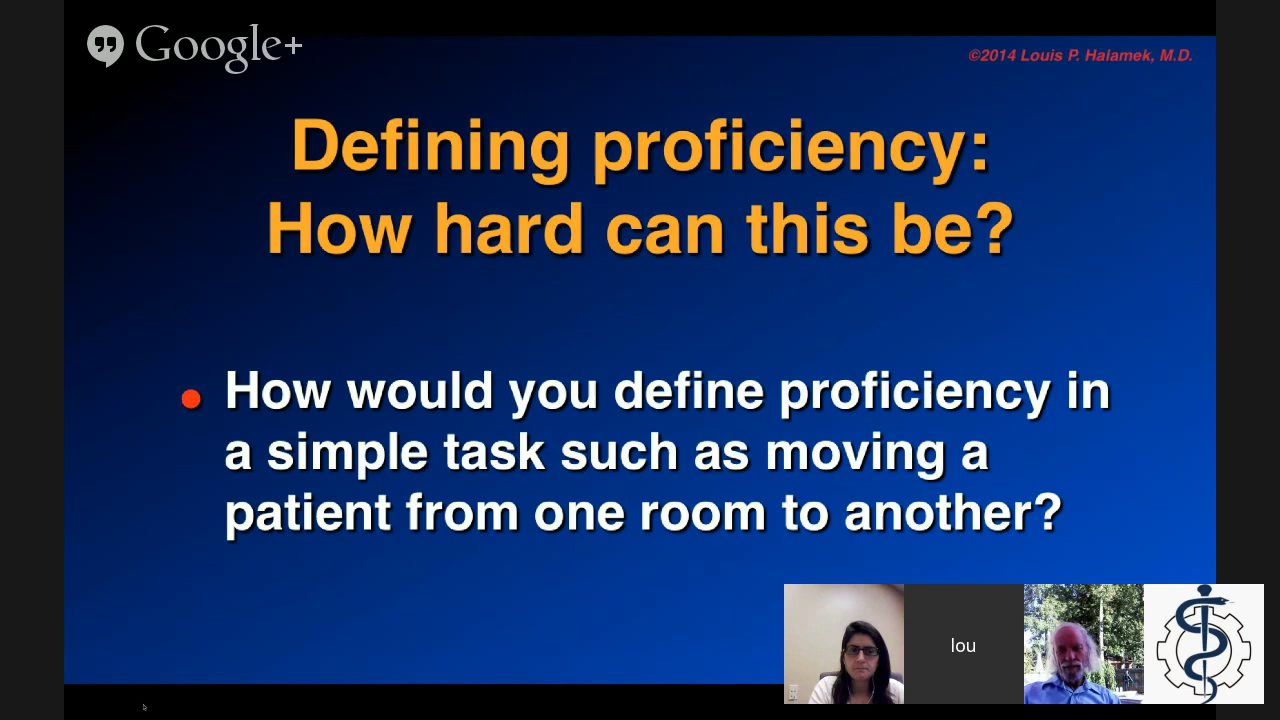 Google+
©2014 Louis P. Halamek, M.D.
Defining proficiency:
How hard can this be?
How would you define proficiency in
a simple task such as moving a
patient from one room to another?
lou